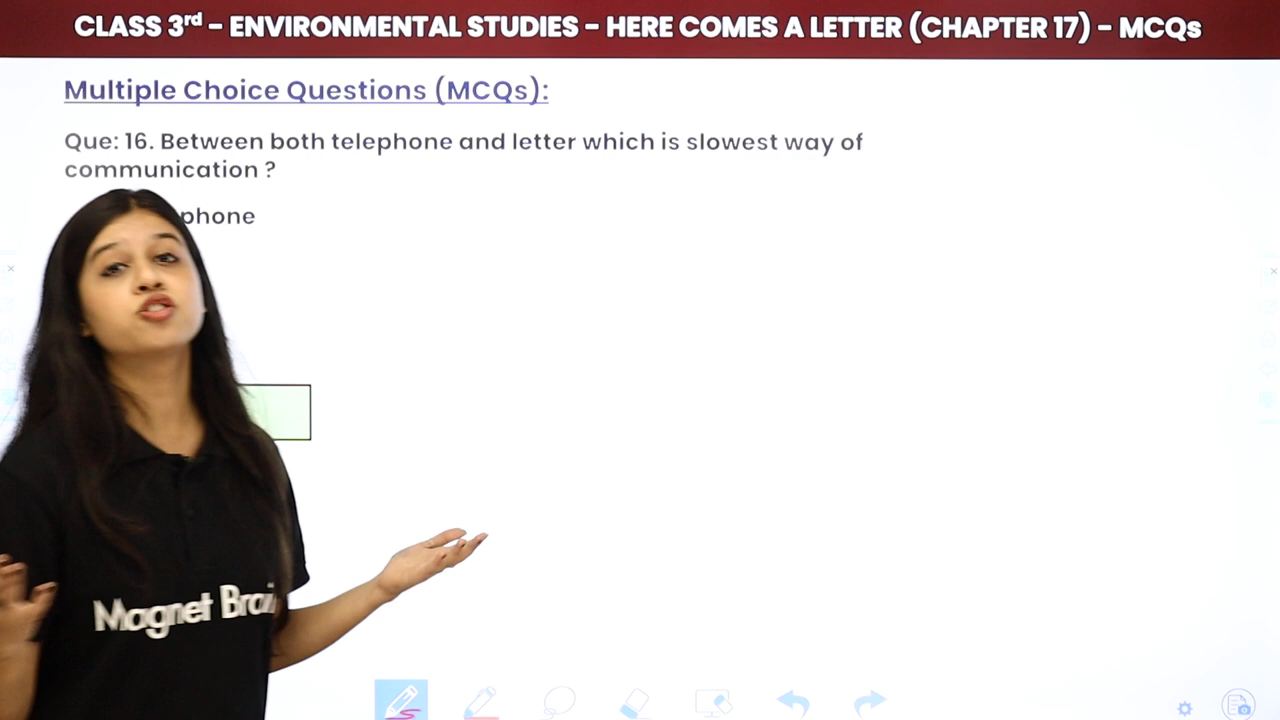 CLASS 3rd – ENVIRONMENTAL STUDIES – HERE COMES A LETTER (CHAPTER 17) – MCQs
Multiple Choice Questions (MCQs):
Que: 16. Between both telephone and letter which is slowest way of
communication ?
phone
Magnet Brai